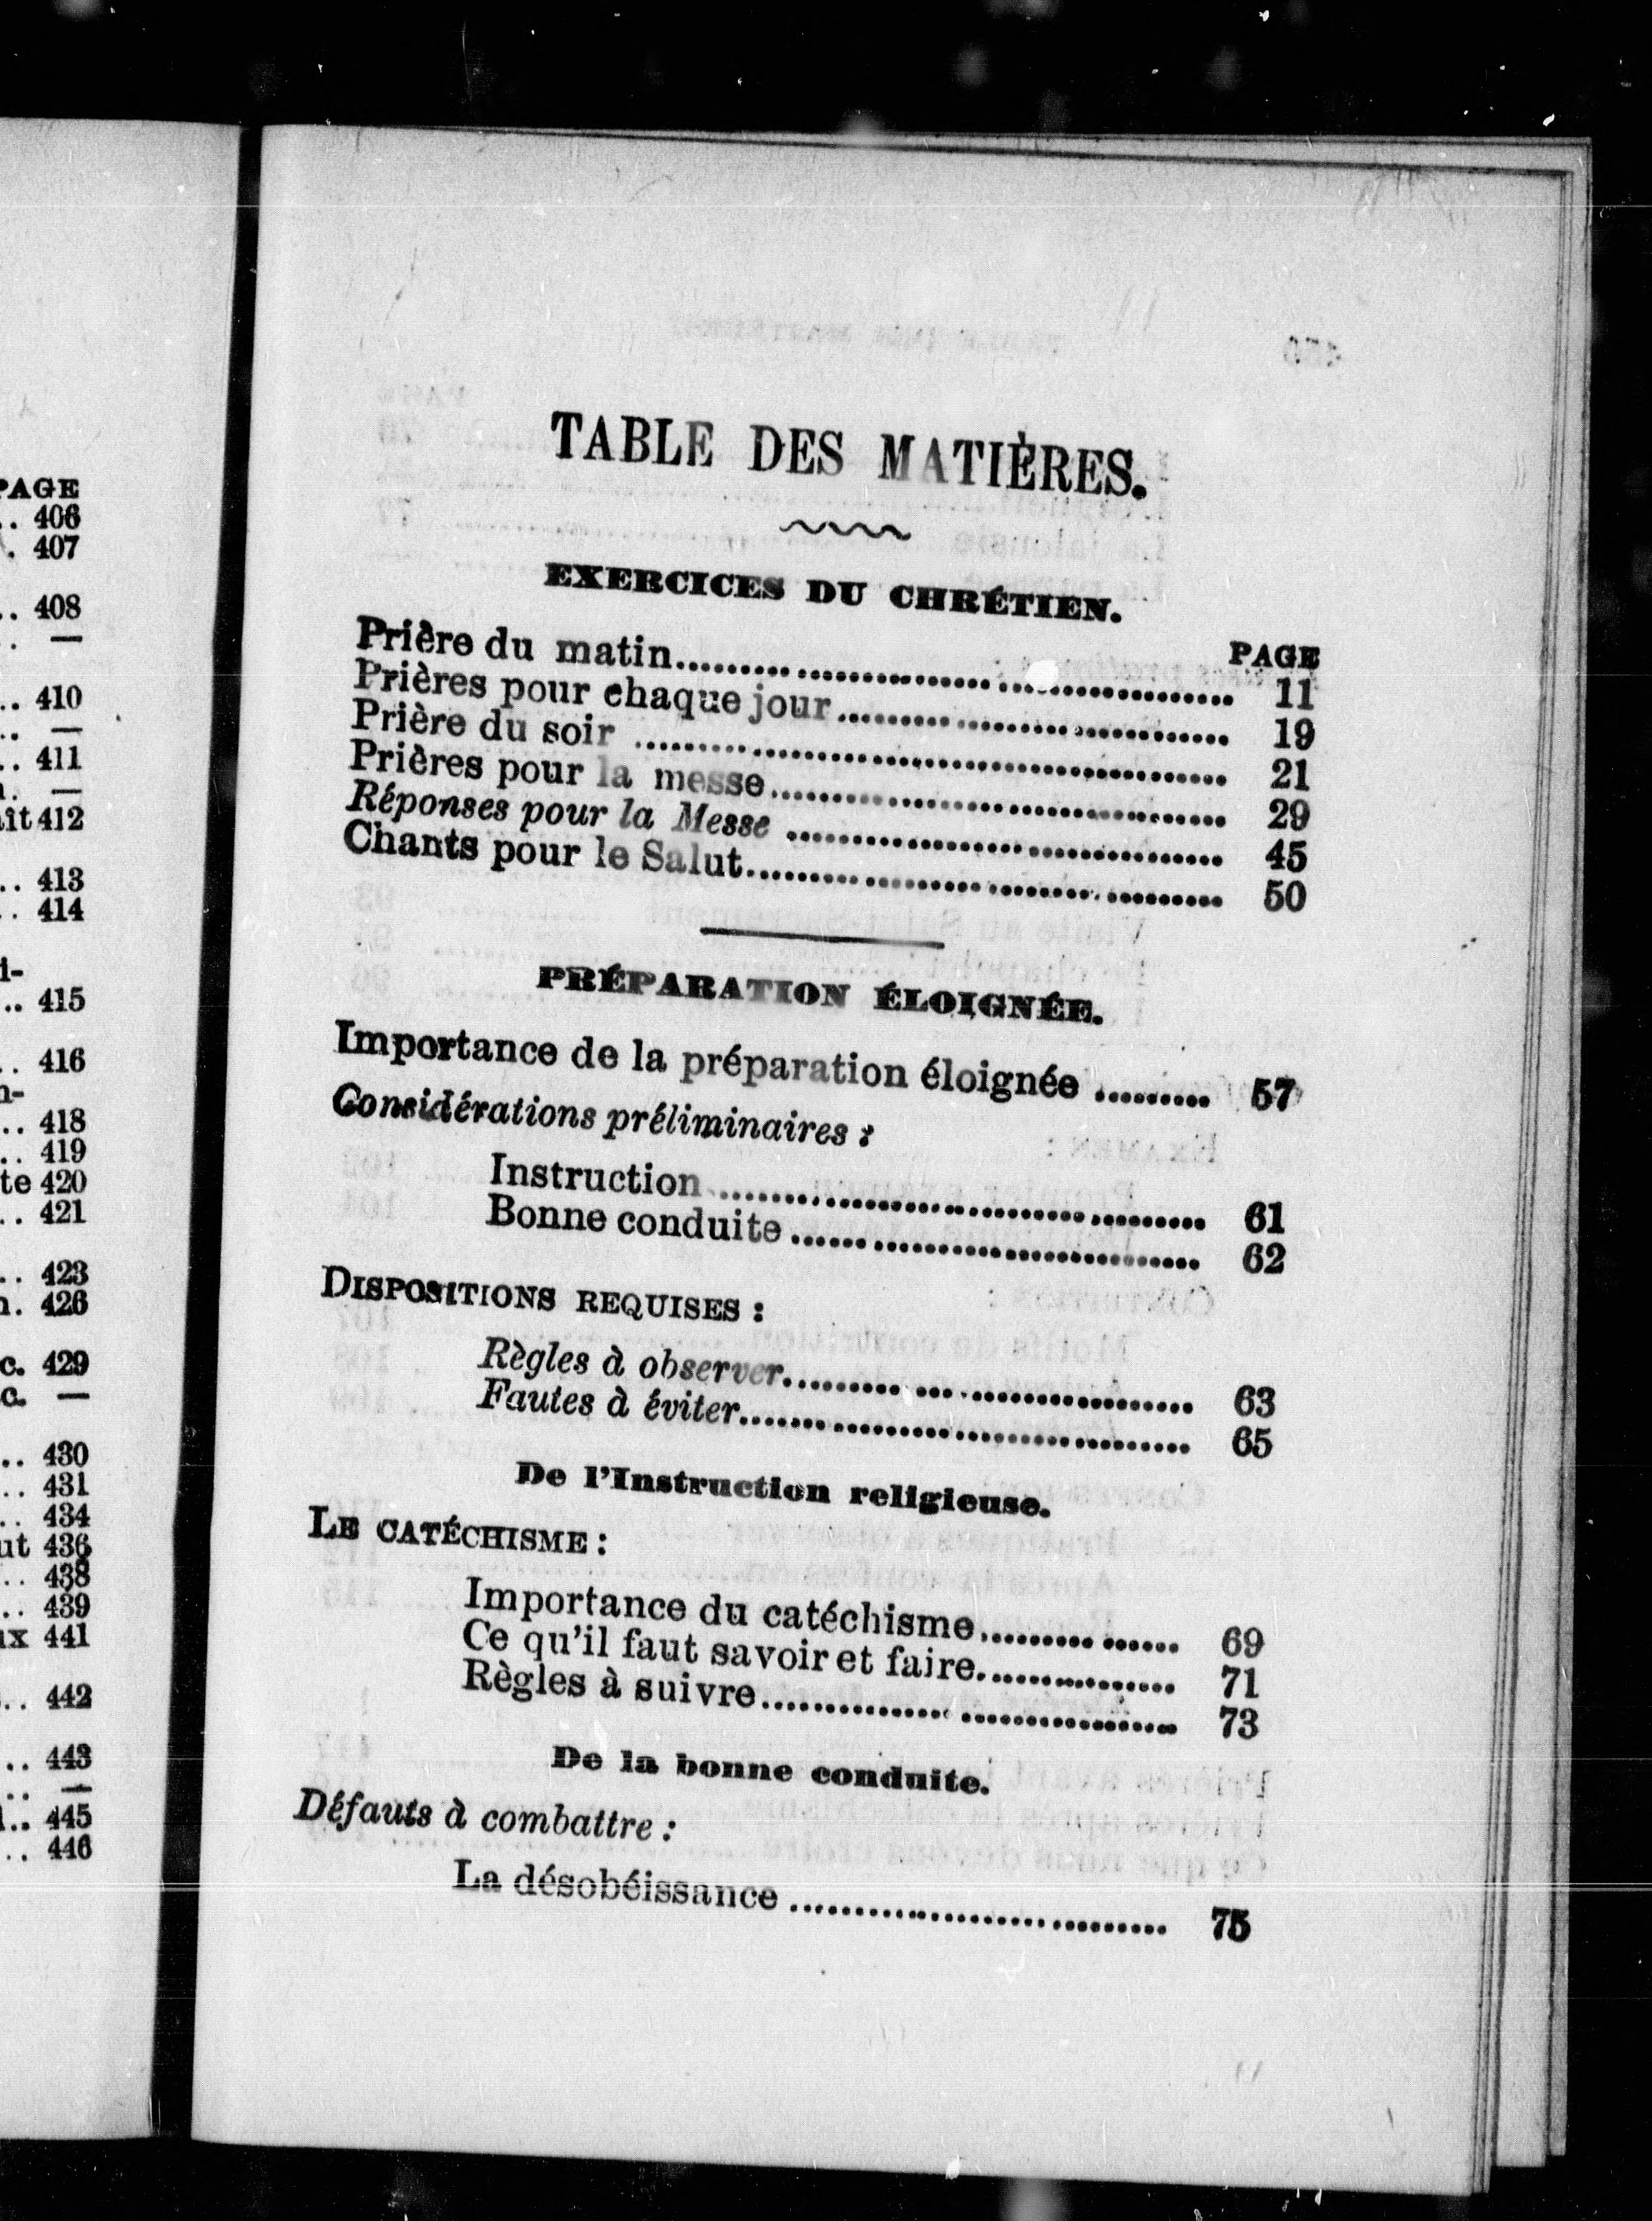 PAGE
.. 406
. 407
.. 408
. —
.. 410
.. —
.. 411
. —
ît 412
.. 413
. 414
i-
.. 415
. 416
n-
.. 418
.. 419
te 420
.. 421
.. 423
n. 426
c. 429
c. —
.. 430
.. 431
.. 434
ut 436
.. 438
.. 439
ux 441
.. 442
.. 443
.. —
.. 445
.. 446
TABLE DES MATIÈRES.
EXERCICES DU CHRÉTIEN.
PAGE
Prière du matin.................... 11
Prières pour chaque jour.................... 19
Prière du soir .................... 21
Prières pour la messe.................... 29
Réponses pour la Messe .................... 45
Chants pour le Salut.................... 50
PRÉPARATION ÉLOIGNÉE.
Importance de la préparation éloignée ......... 57
Considérations préliminaires :
Instruction .................... 61
Bonne conduite .................... 62
DISPOSITIONS REQUISES :
Règles à observer.................... 63
Fautes à éviter.................... 65
De l'Instruction religieuse.
LE CATÉCHISME :
Importance du catéchisme............... 69
Ce qu'il faut savoir et faire............... 71
Règles à suivre.................... 73
De la bonne conduite.
Défauts à combattre :
La désobéissance .................... 75